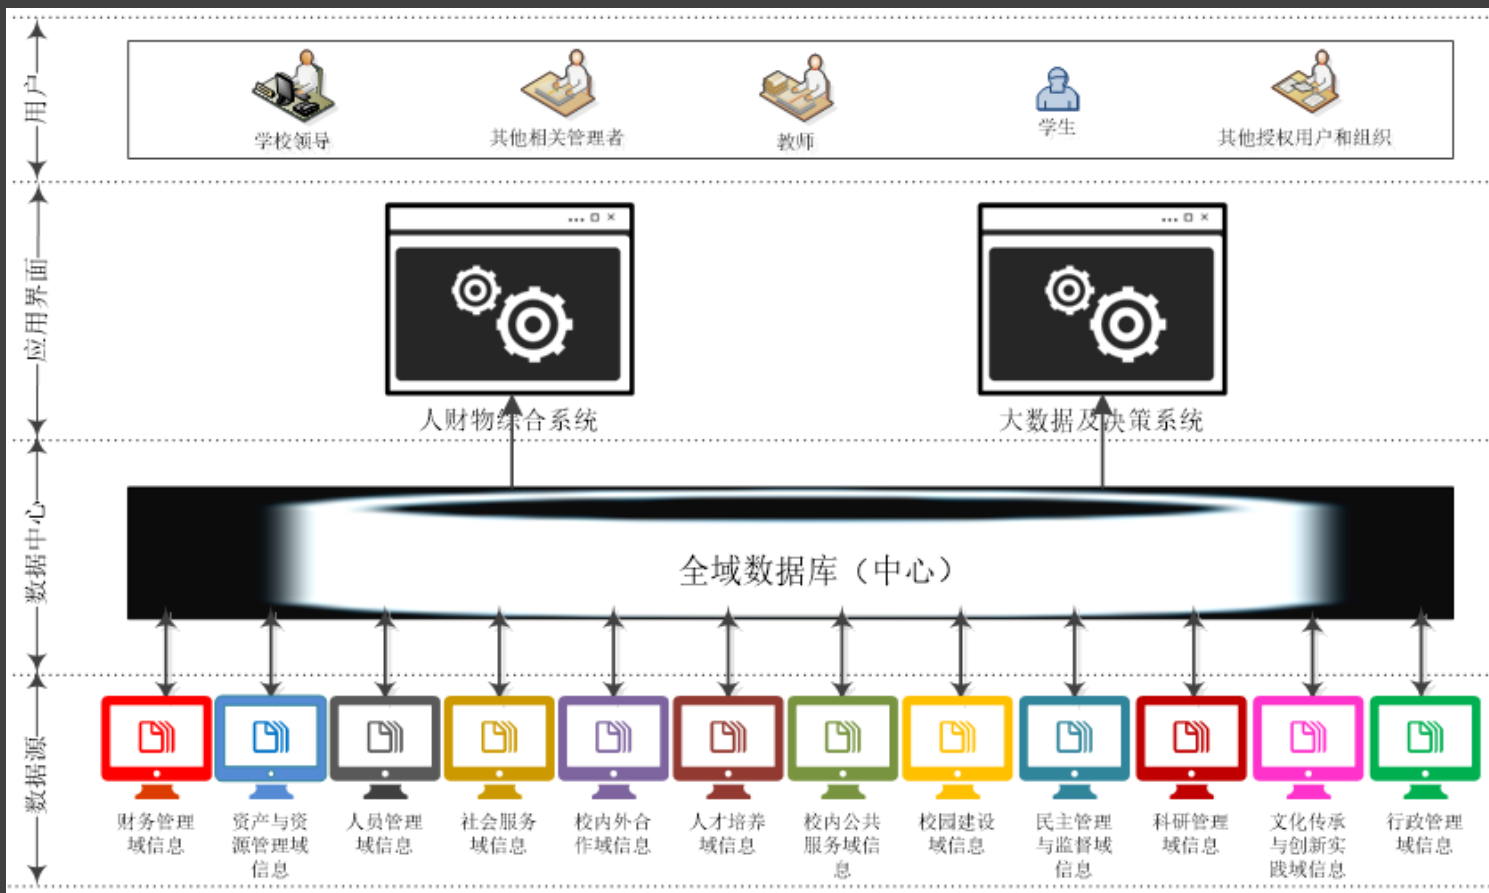 用户
学校领导
其他相关管理者
教师
学生
其他授权用户和组织
应用界面
人财物综合系统
大数据及决策系统
数据中心
全域数据库（中心）
数据源
财务管理
域信息
资产与资
源管理域
信息
人员管理
域信息
社会服务
域信息
校内外合
作域信息
人才培养
域信息
校内公共
服务域信
息
校园建设
域信息
民主管理
与监督域
信息
科研管理
域信息
文化传承
与创新实
践域信息
行政管理
域信息